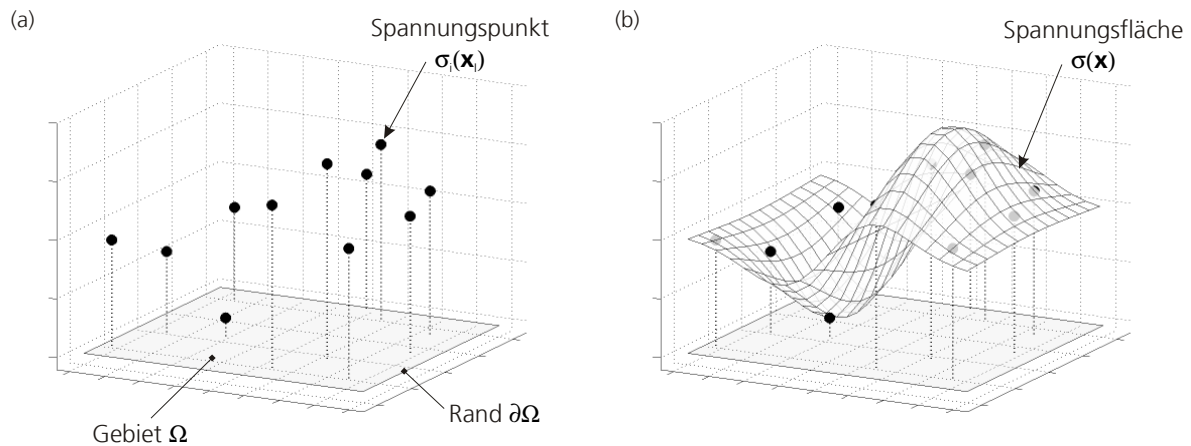 (a)
Spannungspunkt
σi(xi)
Gebiet Ω
Rand ∂Ω
(b)
Spannungsfläche
σ(x)